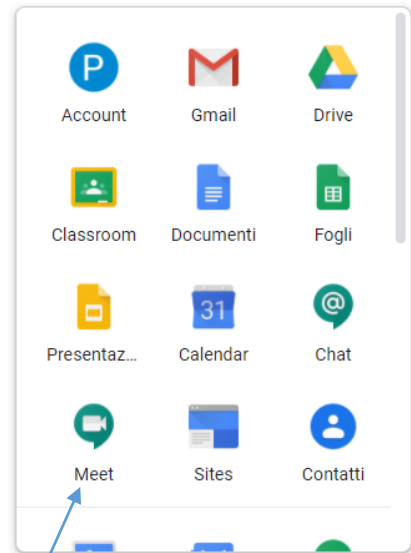 P
Account Gmail Drive
Classroom Documenti Fogli
31 @
Presentaz... Calendar Chat
Meet Sites Contatti